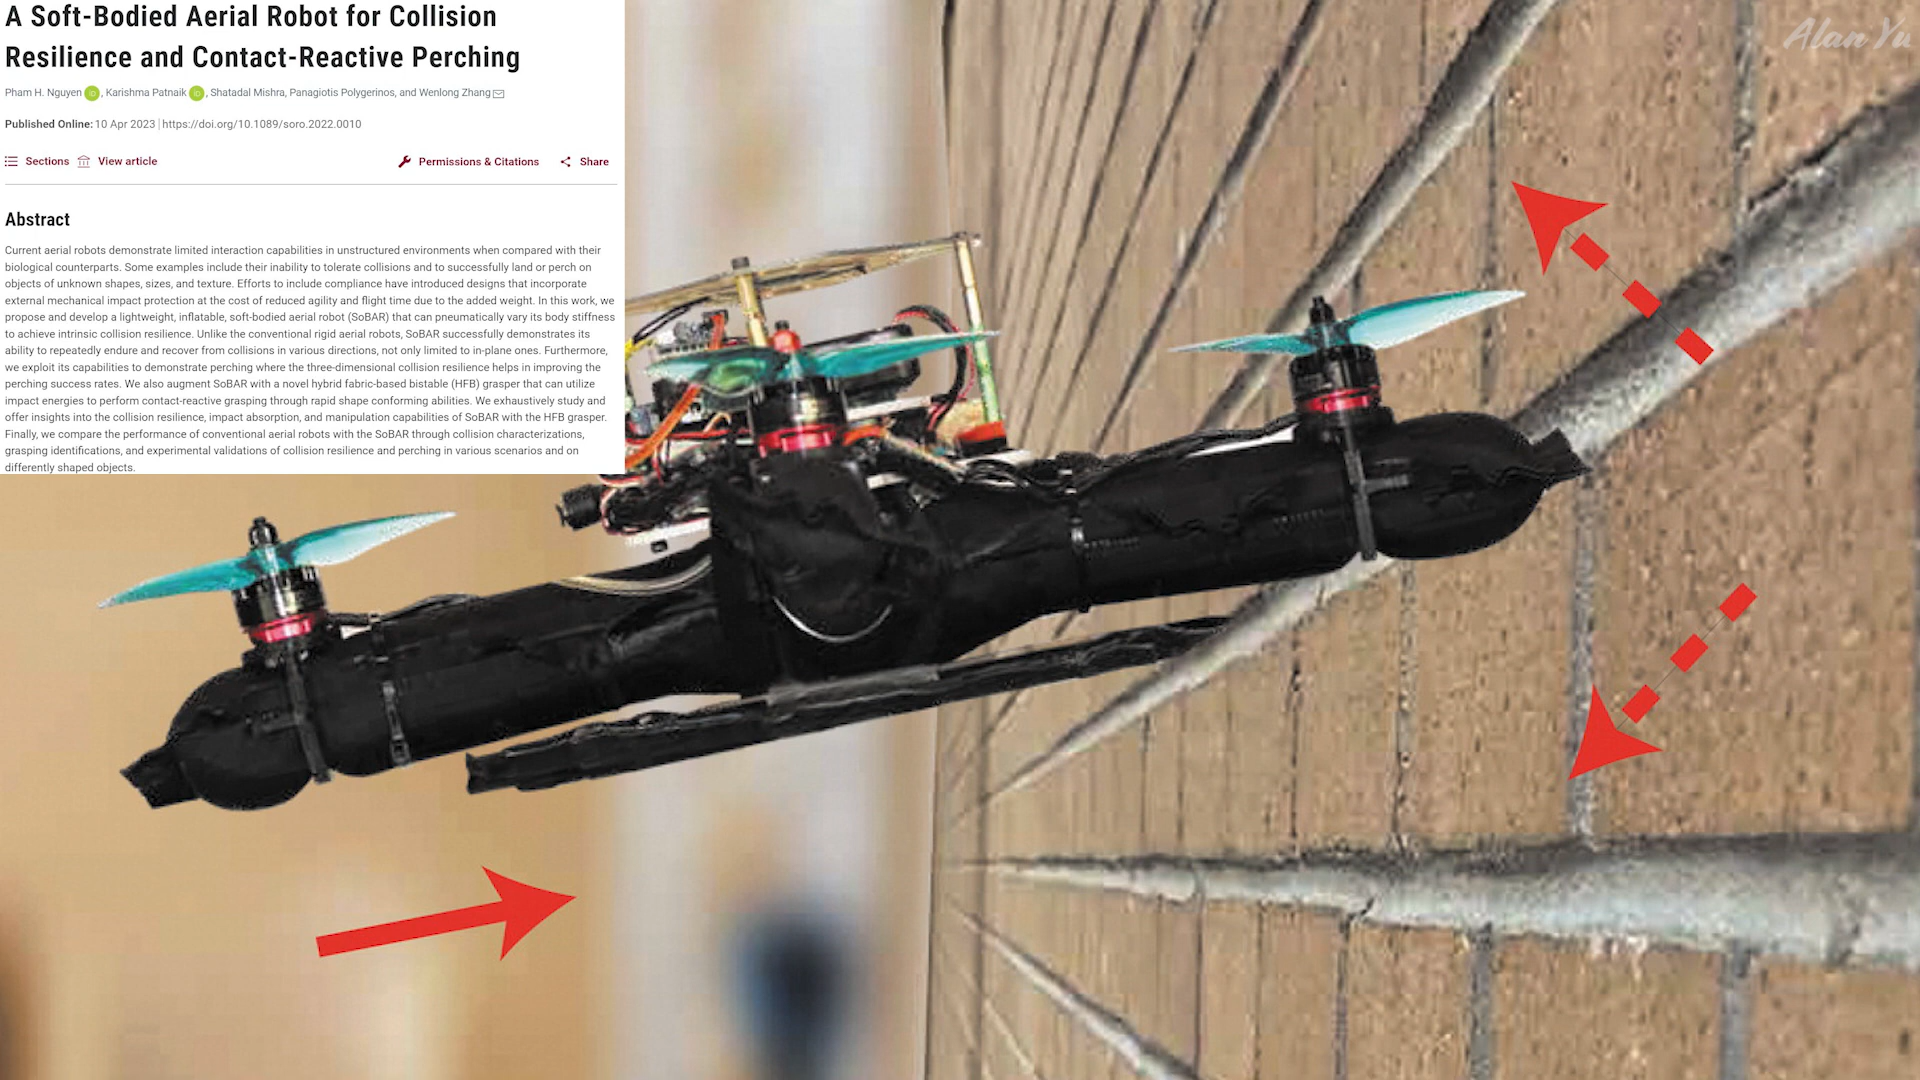 A Soft-Bodied Aerial Robot for Collision
Resilience and Contact-Reactive Perching
Pham H. Nguyen iD, Karishma Patnaik iD, Shatadal Mishra, Panagiotis Polygerinos, and Wenlong Zhang
Published Online: 10 Apr 2023 | https://doi.org/10.1089/soro.2022.0010
Sections View article Permissions & Citations Share
Abstract
Current aerial robots demonstrate limited interaction capabilities in unstructured environments when compared with their
biological counterparts. Some examples include their inability to tolerate collisions and to successfully land or perch on
objects of unknown shapes, sizes, and texture. Efforts to include compliance have introduced designs that incorporate
external mechanical impact protection at the cost of reduced agility and flight time due to the added weight. In this work, we
propose and develop a lightweight, inflatable, soft-bodied aerial robot (SoBAR) that can pneumatically vary its body stiffness
to achieve intrinsic collision resilience. Unlike the conventional rigid aerial robots, SoBAR successfully demonstrates its
ability to repeatedly endure and recover from collisions in various directions, not only limited to in-plane ones. Furthermore,
we exploit its capabilities to demonstrate perching where the three-dimensional collision resilience helps in improving the
perching success rates. We also augment SoBAR with a novel hybrid fabric-based bistable (HFB) grasper that can utilize
impact energies to perform contact-reactive grasping through rapid shape conforming abilities. We exhaustively study and
offer insights into the collision resilience, impact absorption, and manipulation capabilities of SoBAR with the HFB grasper.
Finally, we compare the performance of conventional aerial robots with the SoBAR through collision characterizations,
grasping identifications, and experimental validations of collision resilience and perching in various scenarios and on
differently shaped objects.
Alan Yu